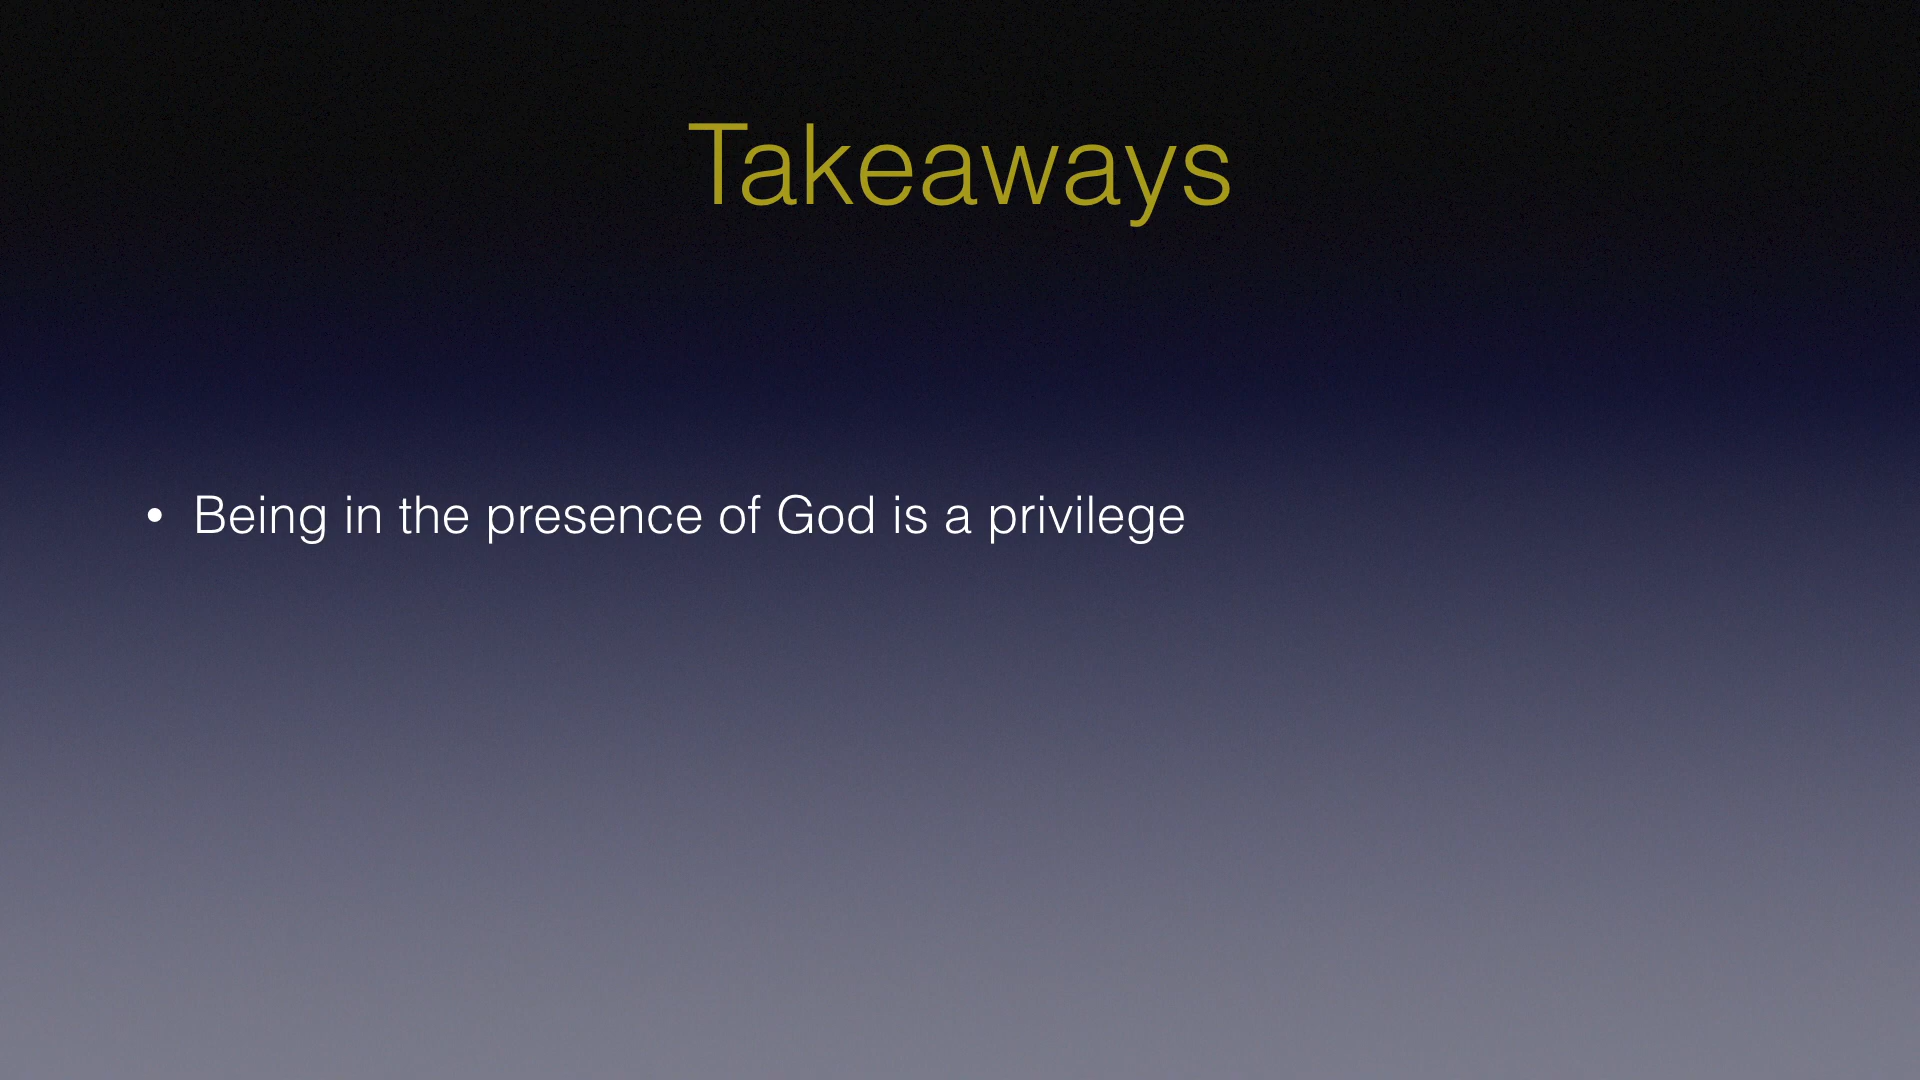 Takeaways
• Being in the presence of God is a privilege